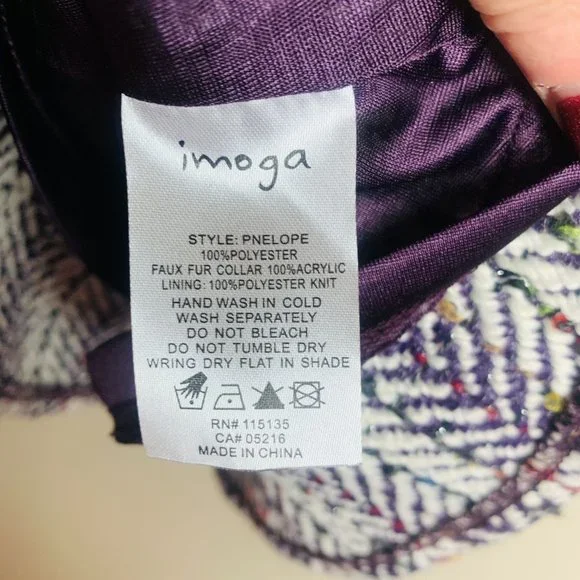 imoga
STYLE: PNELOPE
100%POLYESTER
FAUX FUR COLLAR 100%ACRYLIC
LINING: 100%POLYESTER KNIT
HAND WASH IN COLD
WASH SEPARATELY
DO NOT BLEACH
DO NOT TUMBLE DRY
WRING DRY FLAT IN SHADE
RN# 115135
CA# 05216
MADE IN CHINA